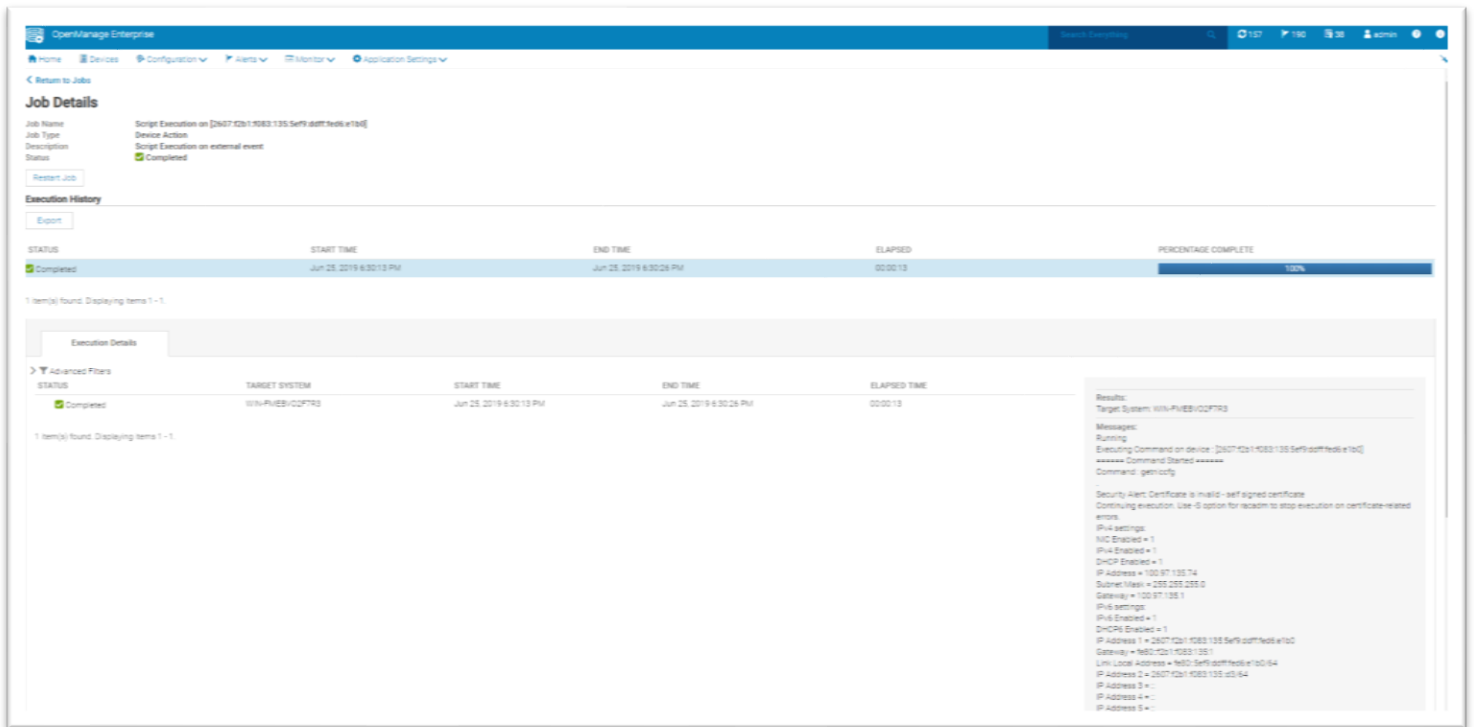 OpenManage Enterprise
Search Everything
157 190 38 admin
Home Devices Configuration Alerts Monitor Application Settings
Return to Jobs
Job Details
Job Name Script Execution on [2607:f2b1:f083:135:5ef9:ddff:fed6:e1b0]
Job Type Device Action
Description Script Execution on external event
Status Completed
Restart Job
Execution History
Export
STATUS START TIME END TIME ELAPSED PERCENTAGE COMPLETE
Completed Jun 25, 2019 6:30:13 PM Jun 25, 2019 6:30:26 PM 00:00:13 100%
1 item(s) found. Displaying items 1 - 1.
Execution Details
Advanced Filters
STATUS TARGET SYSTEM START TIME END TIME ELAPSED TIME
Completed WIN-FMEBVO2F7R3 Jun 25, 2019 6:30:13 PM Jun 25, 2019 6:30:26 PM 00:00:13
1 item(s) found. Displaying items 1 - 1.
Results:
Target System: WIN-FMEBVO2F7R3
Messages:
Running
Executing Command on device : [2607:f2b1:f083:135:5ef9:ddff:fed6:e1b0]
====== Command Started ======
Command : getniccfg
.
Security Alert: Certificate is invalid - self signed certificate
Continuing execution. Use -S option for racadm to stop execution on certificate-related
errors.
IPv4 settings:
NIC Enabled = 1
IPv4 Enabled = 1
DHCP Enabled = 1
IP Address = 100.97.135.74
Subnet Mask = 255.255.255.0
Gateway = 100.97.135.1
IPv6 settings:
IPv6 Enabled = 1
DHCP6 Enabled = 1
IP Address 1 = 2607:f2b1:f083:135:5ef9:ddff:fed6:e1b0
Gateway = fe80::f2b1:f083:135:1
Link Local Address = fe80::5ef9:ddff:fed6:e1b0/64
IP Address 2 = 2607:f2b1:f083:135::d3/64
IP Address 3 = ::
IP Address 4 = ::
IP Address 5 = ::